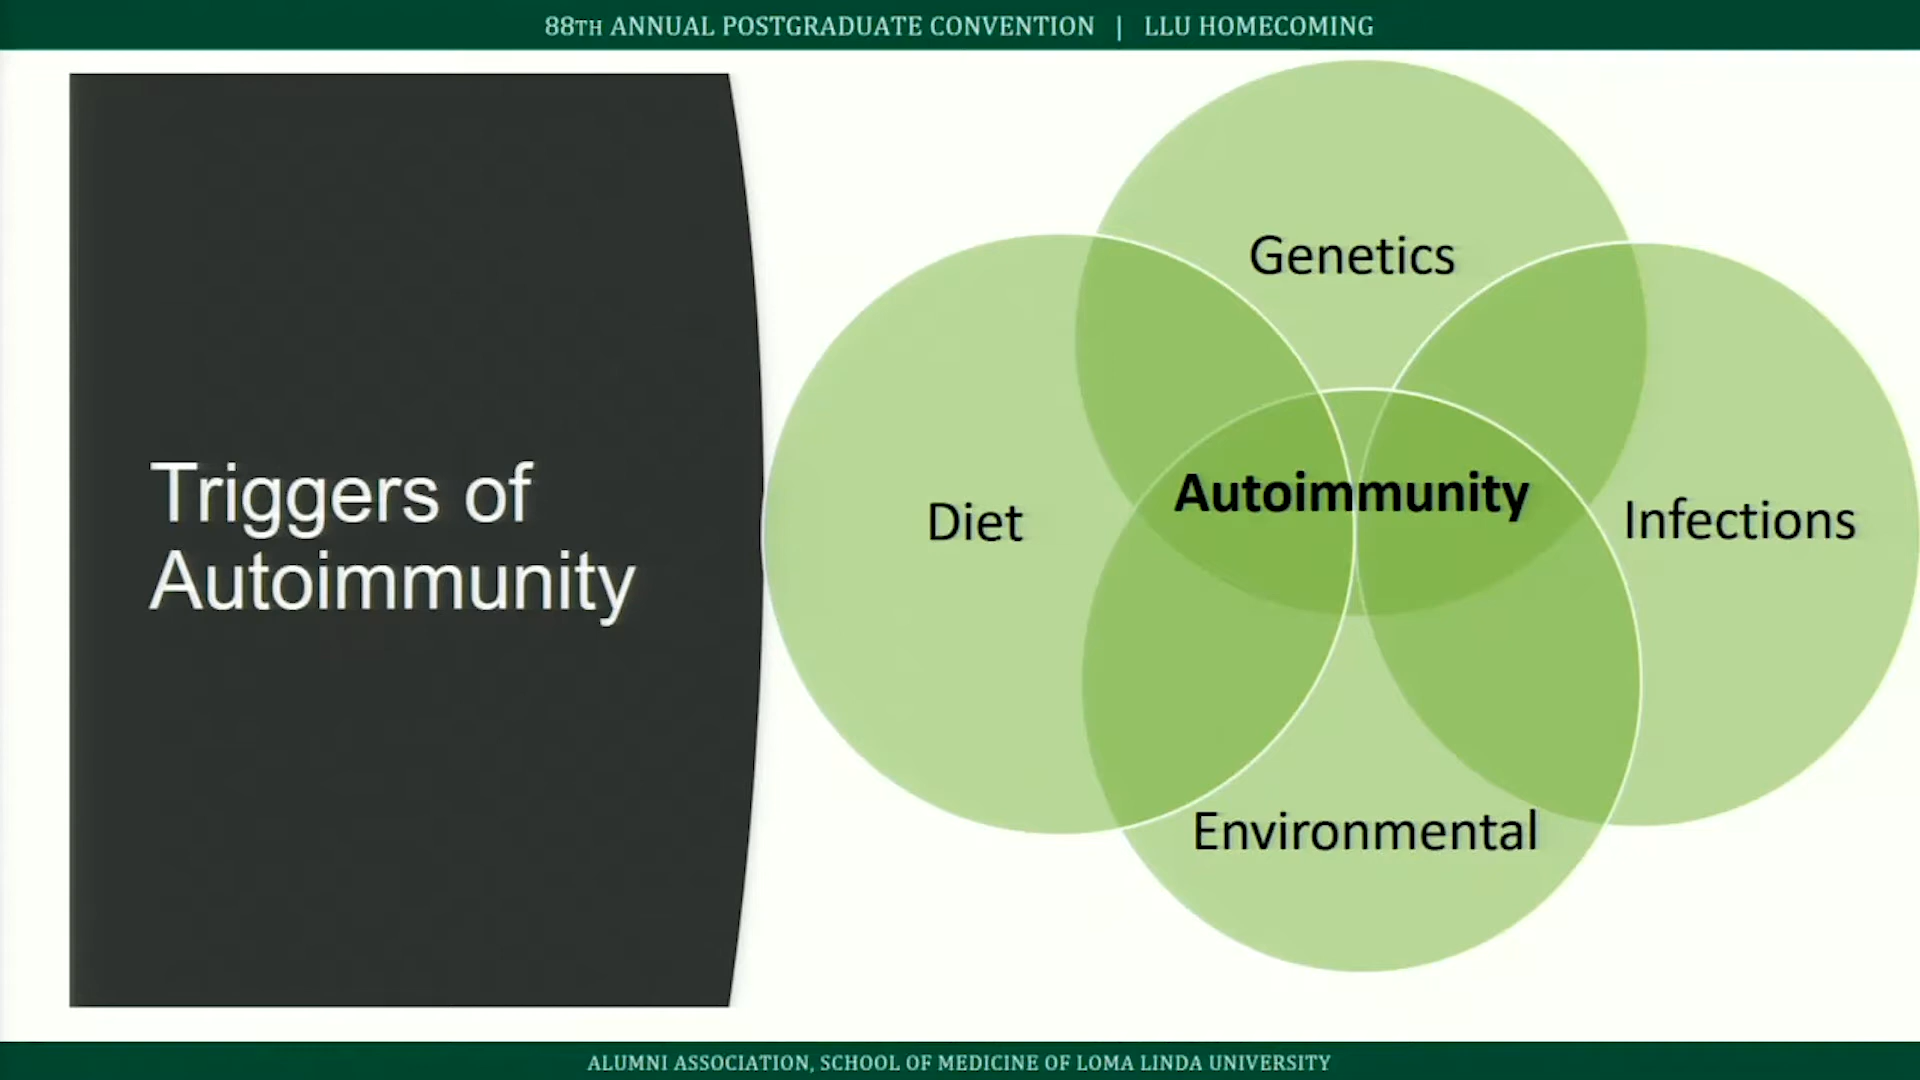 88TH ANNUAL POSTGRADUATE CONVENTION | LLU HOMECOMING
Triggers of
Autoimmunity
Genetics
Diet
Autoimmunity
Infections
Environmental
ALUMNI ASSOCIATION, SCHOOL OF MEDICINE OF LOMA LINDA UNIVERSITY